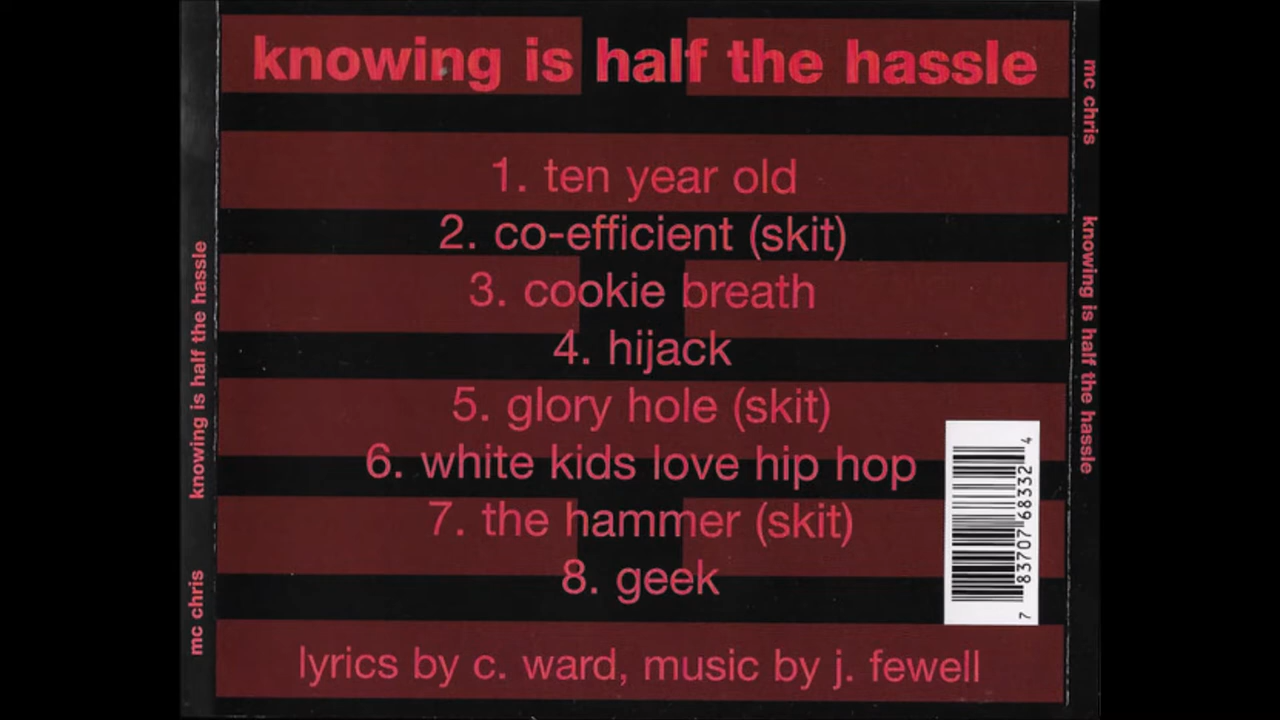 knowing is half the hassle
1. ten year old
2. co-efficient (skit)
3. cookie breath
4. hijack
5. glory hole (skit)
6. white kids love hip hop
7. the hammer (skit)
8. geek
lyrics by c. ward, music by j. fewell
mc chris knowing is half the hassle
mc chris knowing is half the hassle
7 83707 68332 4